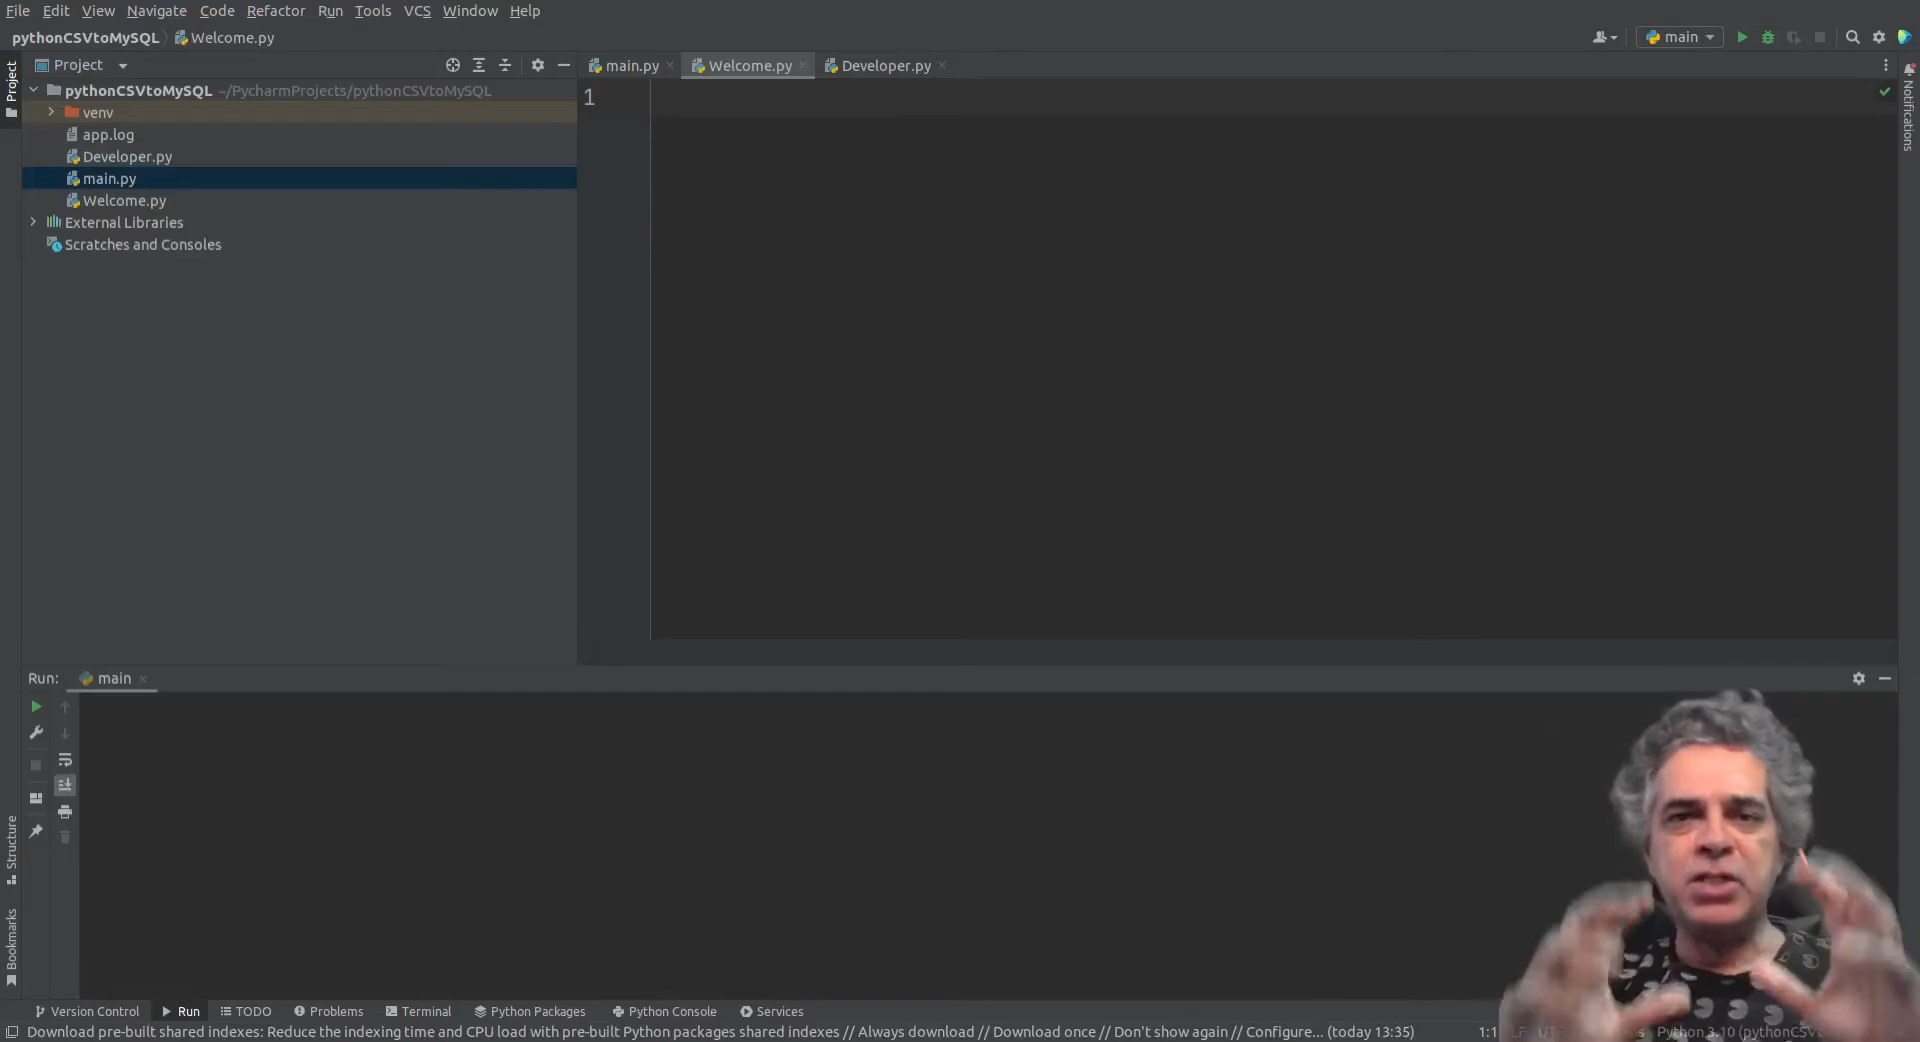 File Edit View Navigate Code Refactor Run Tools VCS Window Help
pythonCSVtoMySQL Welcome.py main
Project main.py Welcome.py Developer.py
pythonCSVtoMySQL ~/PycharmProjects/pythonCSVtoMySQL
1
venv
app.log
Developer.py
main.py
Welcome.py
External Libraries
Scratches and Consoles
Project
Notifications
Run: main
Structure
Bookmarks
Version Control Run TODO Problems Terminal Python Packages Python Console Services
Download pre-built shared indexes: Reduce the indexing time and CPU load with pre-built Python packages shared indexes // Always download // Download once // Don't show again // Configure... (today 13:35) 1:1 Python 3.10